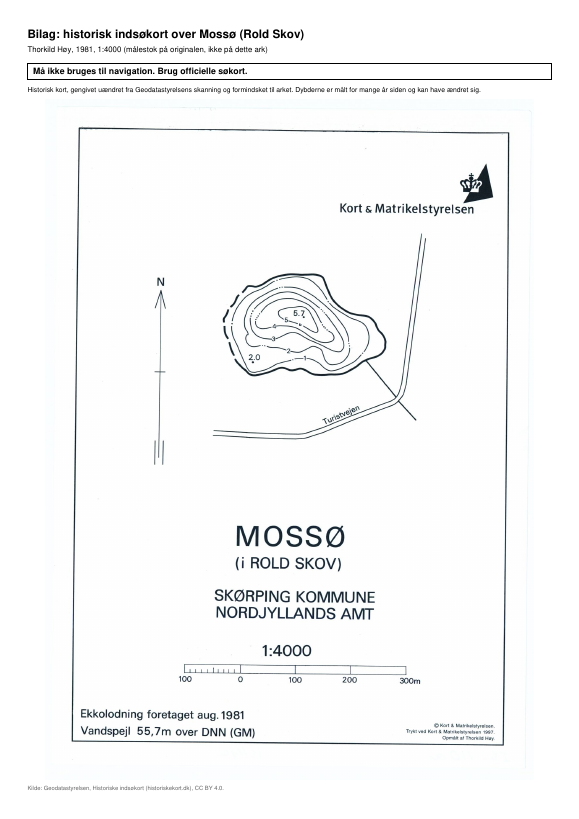 Bilag: historisk indsøkort over Mossø (Rold Skov)
Thorkild Høy, 1981, 1:4000 (målestok på originalen, ikke på dette ark)
Må ikke bruges til navigation. Brug officielle søkort.
Historisk kort, gengivet uændret fra Geodatastyrelsens skanning og formindsket til arket. Dybderne er målt for mange år siden og kan have ændret sig.
Kort & Matrikelstyrelsen
N
5.7
5
4
3
2
1
2.0
Turistvejen
MOSSØ
(i ROLD SKOV)
SKØRPING KOMMUNE
NORDJYLLANDS AMT
1:4000
100 0 100 200 300m
Ekkolodning foretaget aug. 1981
Vandspejl 55,7m over DNN (GM)
© Kort & Matrikelstyrelsen.
Trykt ved Kort & Matrikelstyrelsen 1997.
Opmålt af Thorkild Høy.
Kilde: Geodatastyrelsen, Historiske indsøkort (historiskekort.dk), CC BY 4.0.